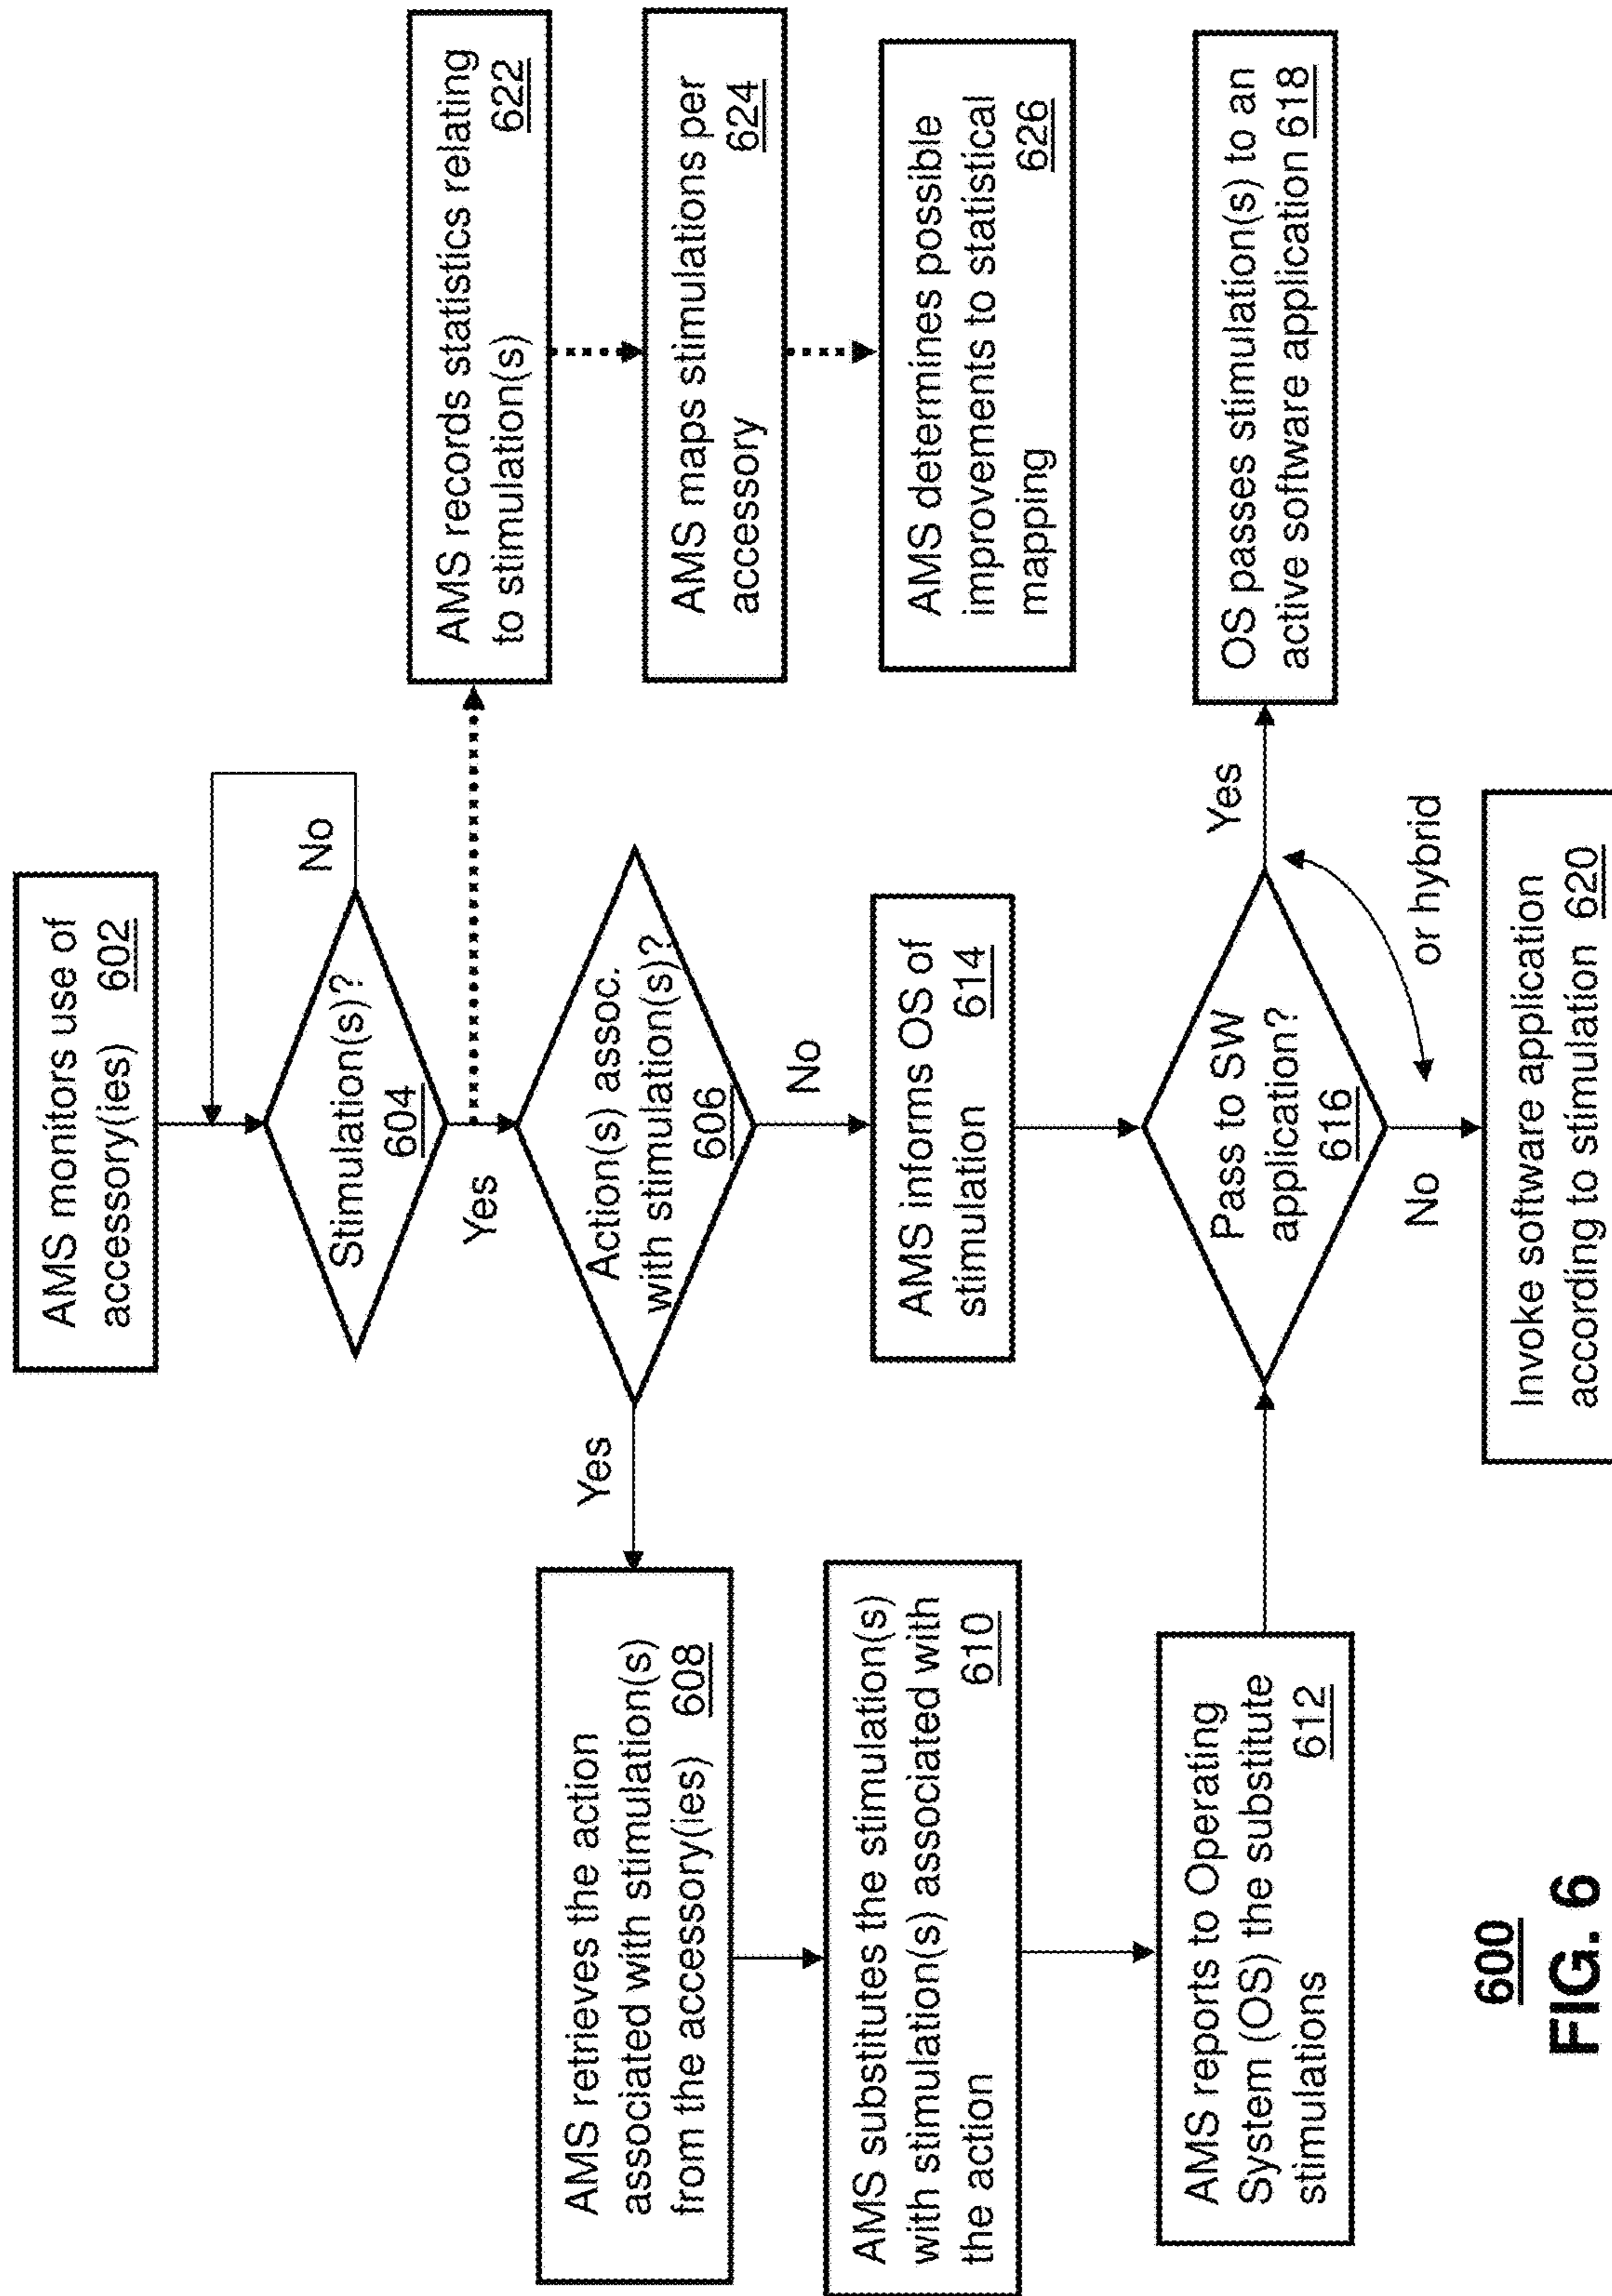 AMS monitors use of
accessory(ies) 602
Stimulation(s)?
604
No
Yes
AMS records statistics relating
to stimulation(s) 622
AMS maps stimulations per
accessory 624
AMS determines possible
improvements to statistical
mapping 626
Action(s) assoc.
with stimulation(s)?
606
Yes
No
AMS retrieves the action
associated with stimulation(s)
from the accessory(ies) 608
AMS substitutes the stimulation(s)
with stimulation(s) associated with
the action 610
AMS reports to Operating
System (OS) the substitute
stimulations 612
AMS informs OS of
stimulation 614
Pass to SW
application?
616
Yes
OS passes stimulation(s) to an
active software application 618
or hybrid
No
Invoke software application
according to stimulation 620
600
FIG. 6